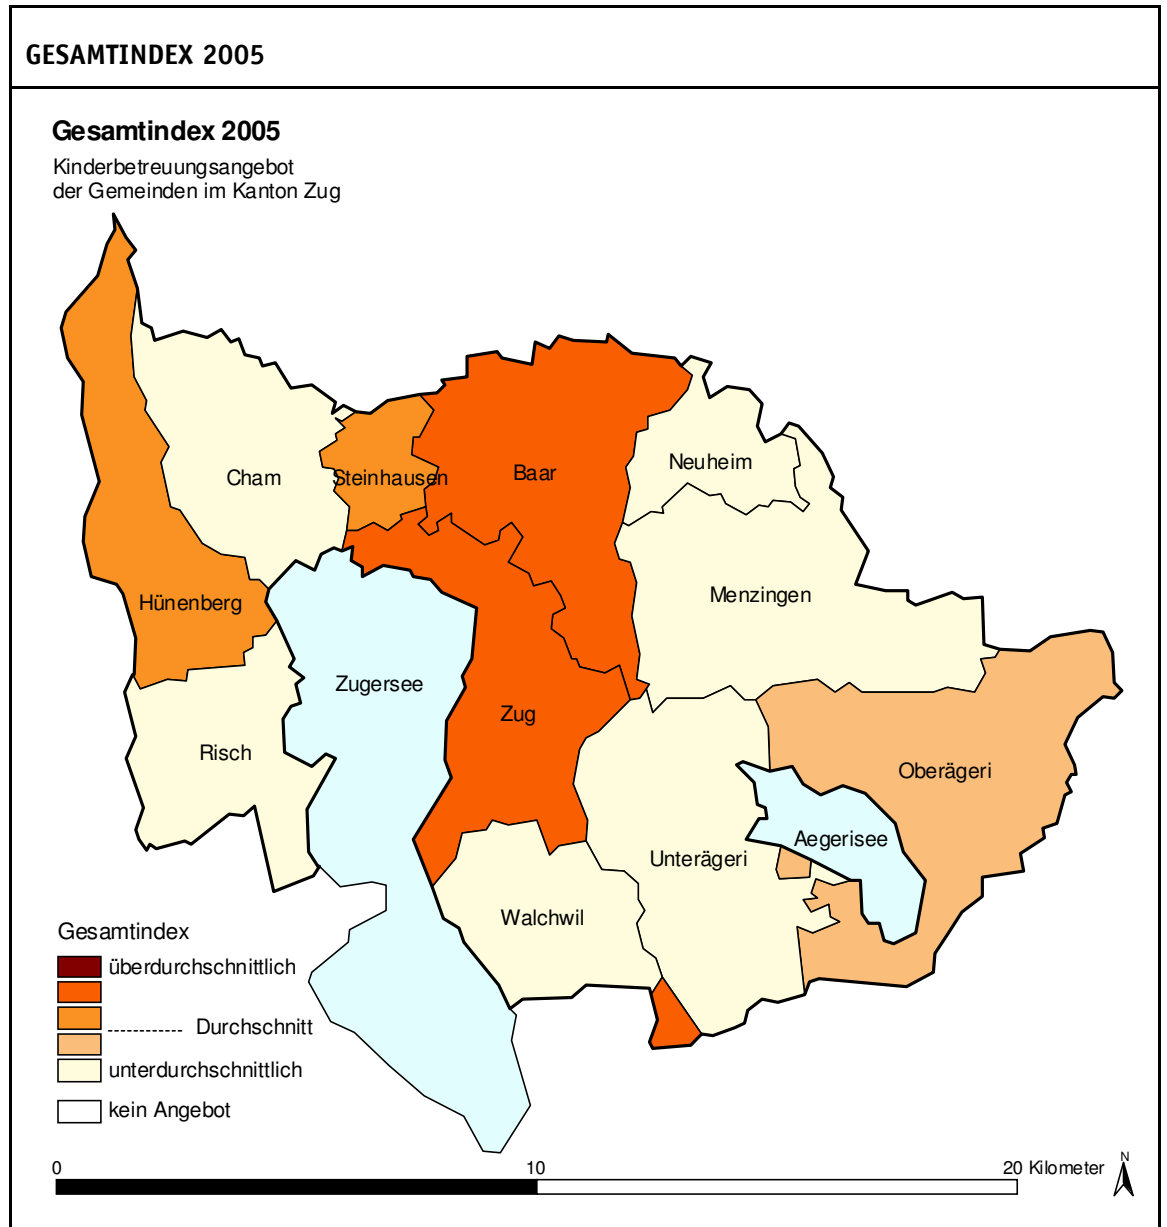 GESAMTINDEX 2005
Gesamtindex 2005
Kinderbetreuungsangebot
der Gemeinden im Kanton Zug
Cham
Steinhausen
Baar
Neuheim
Hünenberg
Menzingen
Zugersee
Zug
Risch
Oberägeri
Aegerisee
Unterägeri
Walchwil
Gesamtindex
überdurchschnittlich
Durchschnitt
unterdurchschnittlich
kein Angebot
0 10 20 Kilometer
N